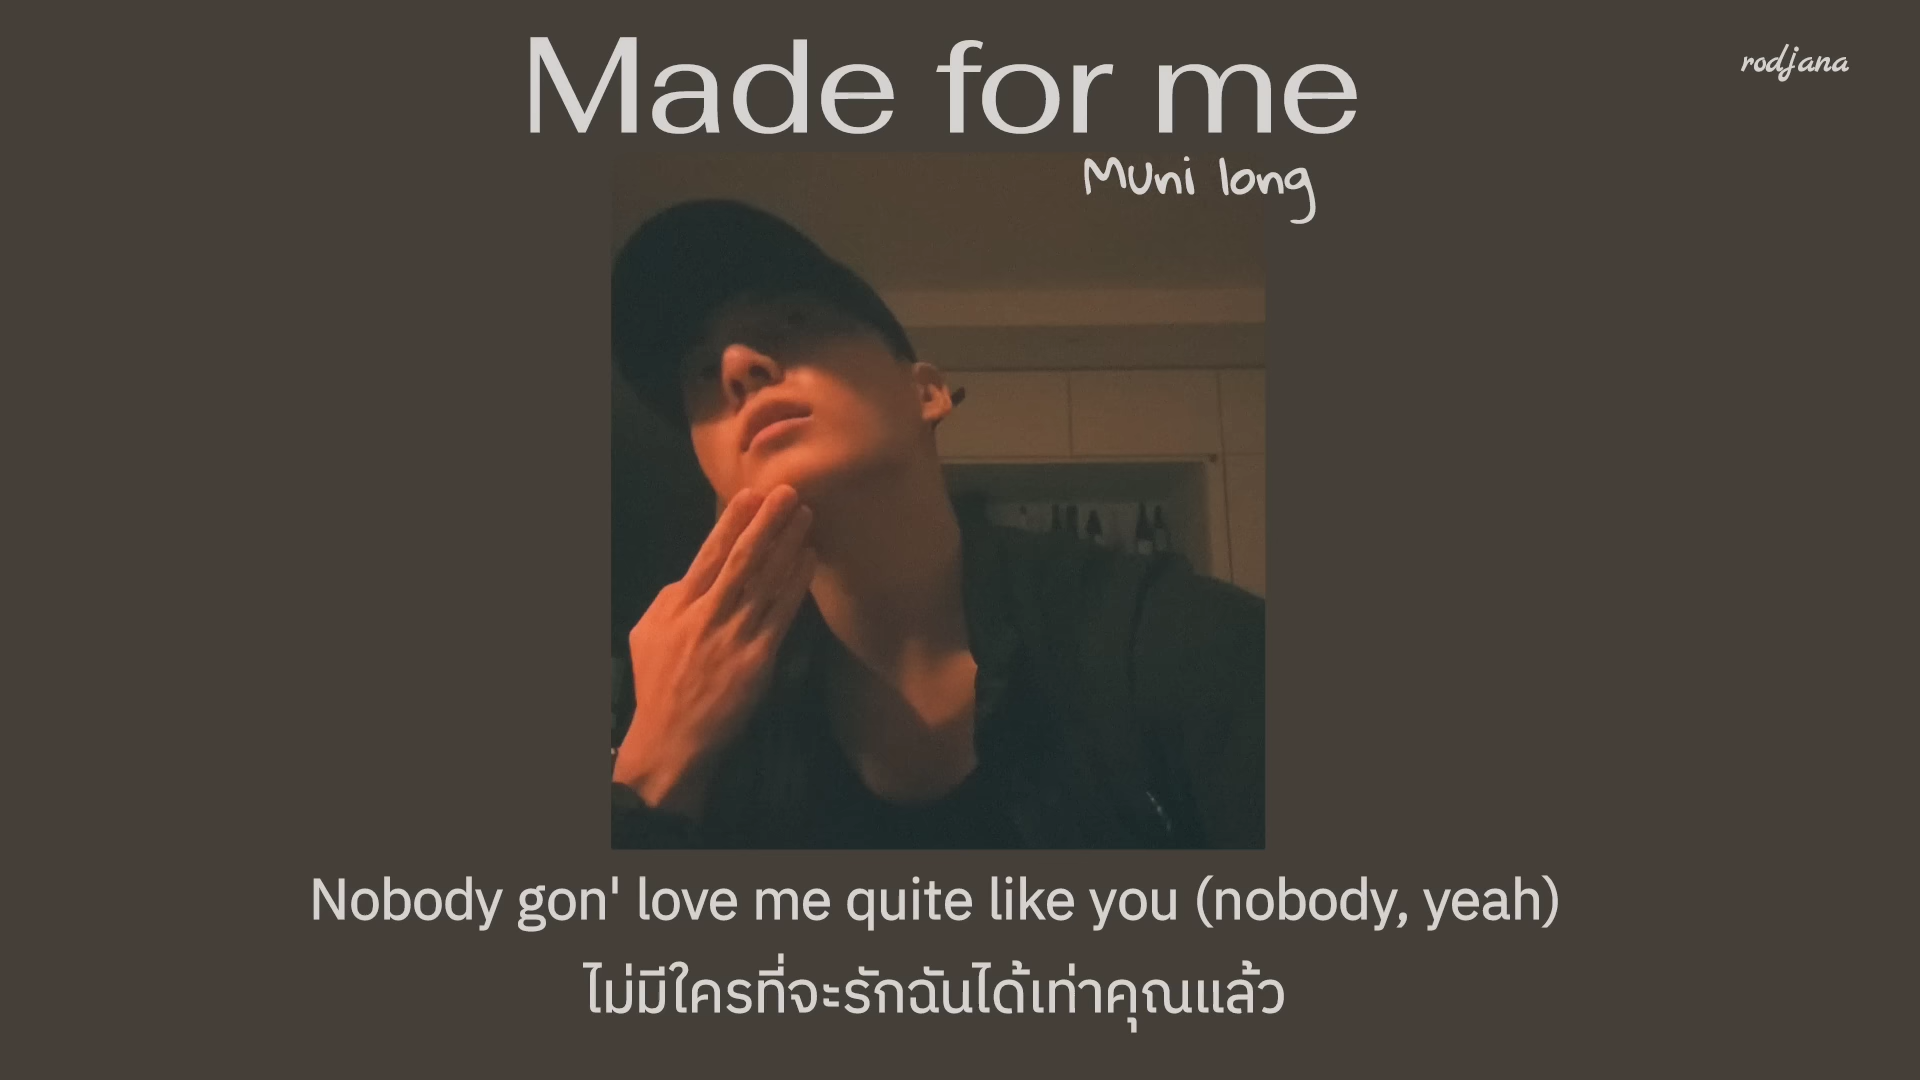 Made for me
rodjana
Muni long
Nobody gon' love me quite like you (nobody, yeah)
ไม่มีใครที่จะรักฉันได้เท่าคุณแล้ว